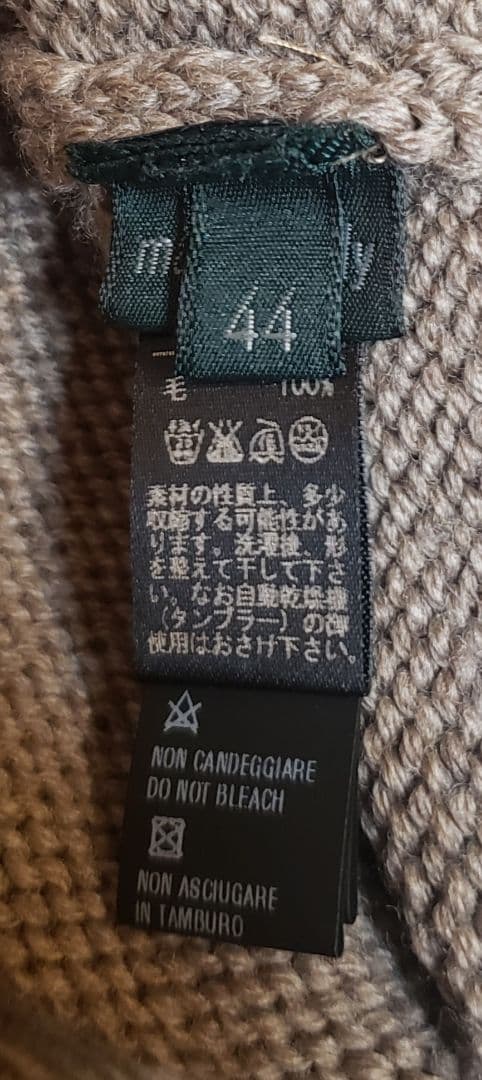 44
毛 100%
素材の性質上、多少
収縮する可能性があ
ります。洗濯後、形
を整えて干して下さ
い。なお自動乾燥機
（タンブラー）の御
使用はおさけ下さい。
NON CANDEGGIARE
DO NOT BLEACH
NON ASCIUGARE
IN TAMBURO